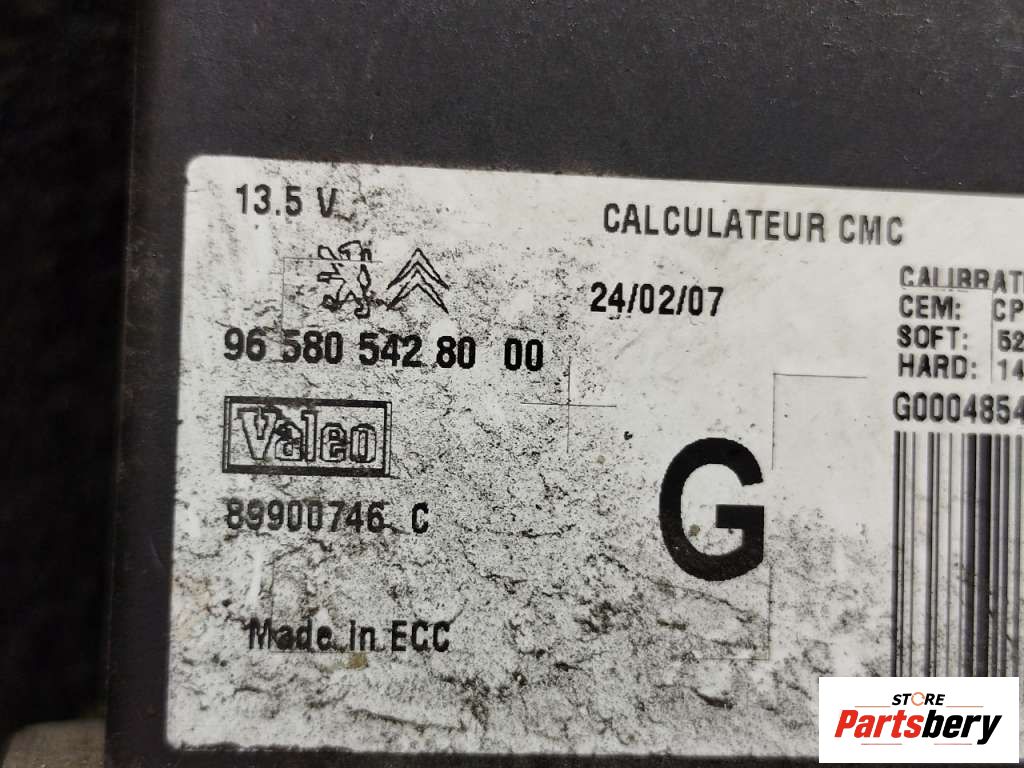 13.5 V
CALCULATEUR CMC
24/02/07
96 580 542 80 00
Valeo
89900746 C
Made in ECC
G
CALIBRAT
CEM: CP
SOFT: 52
HARD: 14
G0004854
STORE
Partsbery